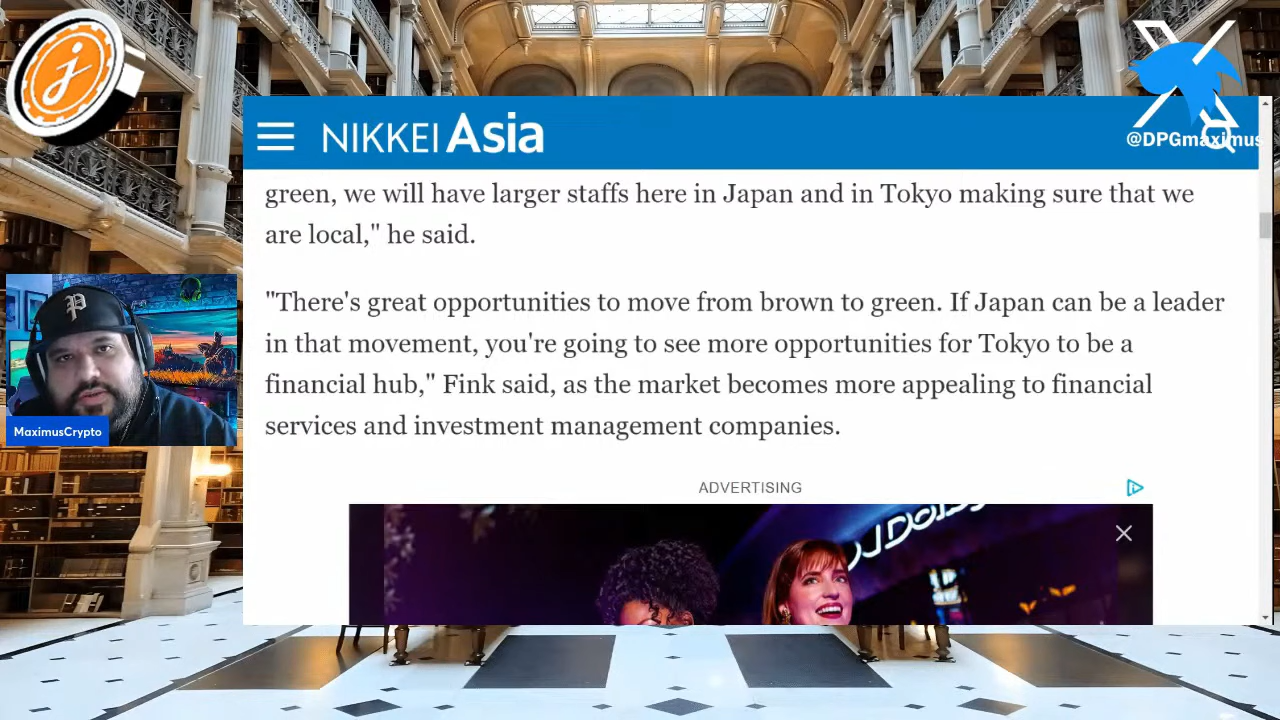 j
NIKKEI Asia
X
@DPGmaximus
green, we will have larger staffs here in Japan and in Tokyo making sure that we
are local," he said.
"There's great opportunities to move from brown to green. If Japan can be a leader
in that movement, you're going to see more opportunities for Tokyo to be a
financial hub," Fink said, as the market becomes more appealing to financial
services and investment management companies.
P
MaximusCrypto
ADVERTISING